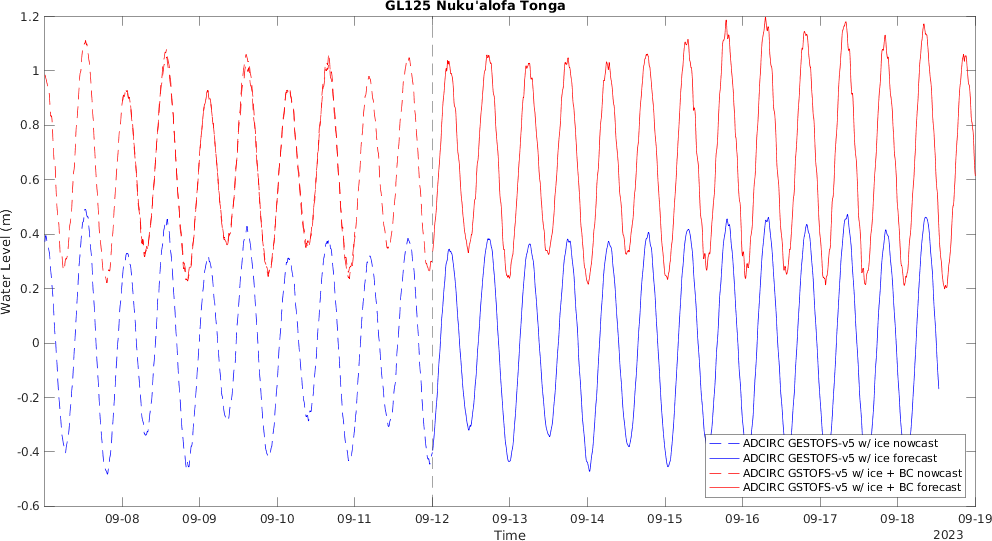 GL125 Nuku'alofa Tonga
1.2
1
0.8
0.6
0.4
0.2
0
-0.2
-0.4
-0.6
Water Level (m)
ADCIRC GESTOFS-v5 w/ ice nowcast
ADCIRC GESTOFS-v5 w/ ice forecast
ADCIRC GSTOFS-v5 w/ ice + BC nowcast
ADCIRC GSTOFS-v5 w/ ice + BC forecast
09-08 09-09 09-10 09-11 09-12 09-13 09-14 09-15 09-16 09-17 09-18 09-19
Time
2023